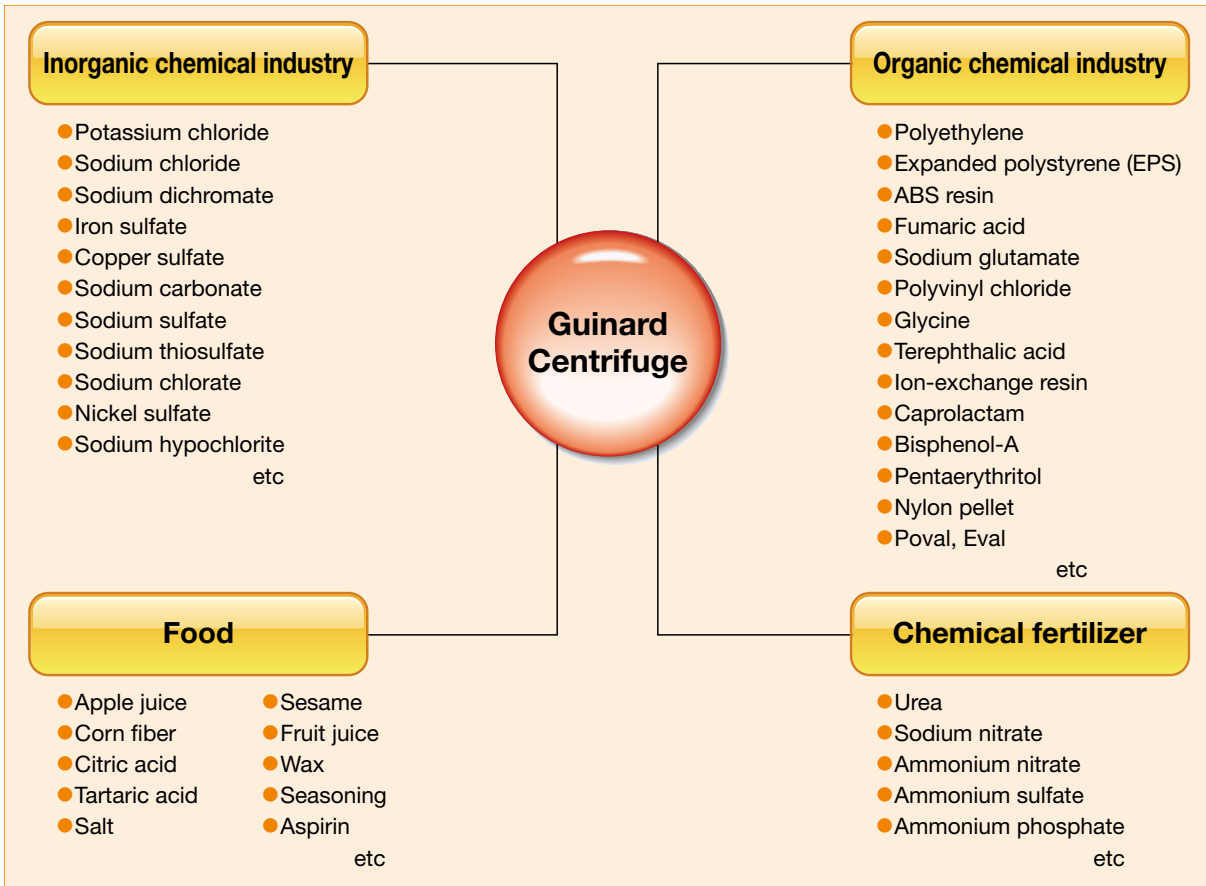 Inorganic chemical industry
●Potassium chloride
●Sodium chloride
●Sodium dichromate
●Iron sulfate
●Copper sulfate
●Sodium carbonate
●Sodium sulfate
●Sodium thiosulfate
●Sodium chlorate
●Nickel sulfate
●Sodium hypochlorite
etc
Organic chemical industry
●Polyethylene
●Expanded polystyrene (EPS)
●ABS resin
●Fumaric acid
●Sodium glutamate
●Polyvinyl chloride
●Glycine
●Terephthalic acid
●Ion-exchange resin
●Caprolactam
●Bisphenol-A
●Pentaerythritol
●Nylon pellet
●Poval, Eval
etc
Guinard
Centrifuge
Food
●Apple juice
●Corn fiber
●Citric acid
●Tartaric acid
●Salt
●Sesame
●Fruit juice
●Wax
●Seasoning
●Aspirin
etc
Chemical fertilizer
●Urea
●Sodium nitrate
●Ammonium nitrate
●Ammonium sulfate
●Ammonium phosphate
etc